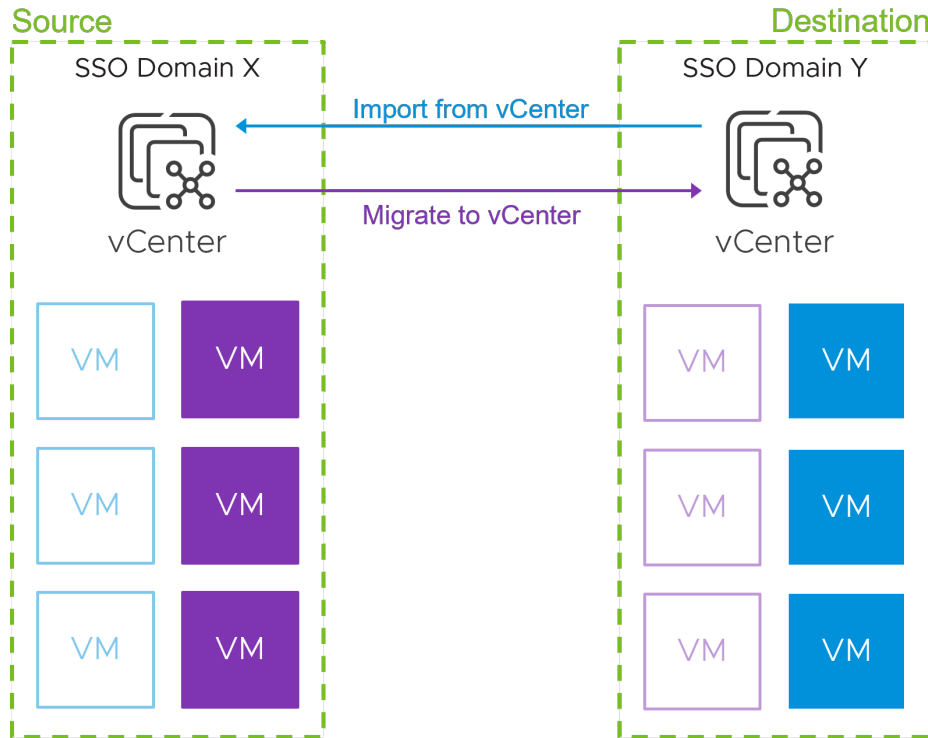 Source
Destination
SSO Domain X
SSO Domain Y
Import from vCenter
Migrate to vCenter
vCenter
vCenter
VM
VM
VM
VM
VM
VM
VM
VM
VM
VM
VM
VM